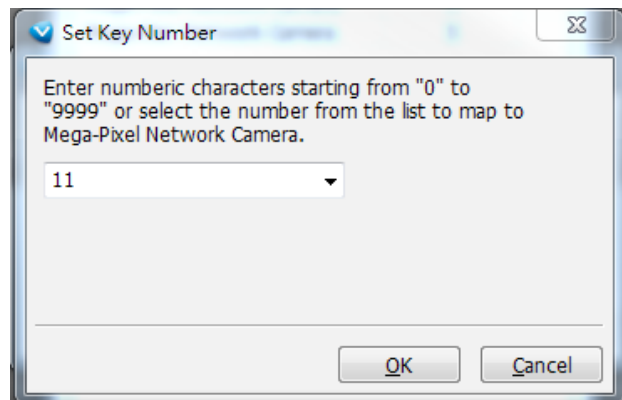 Set Key Number
Enter numberic characters starting from "0" to
"9999" or select the number from the list to map to
Mega-Pixel Network Camera.
11
OK
Cancel